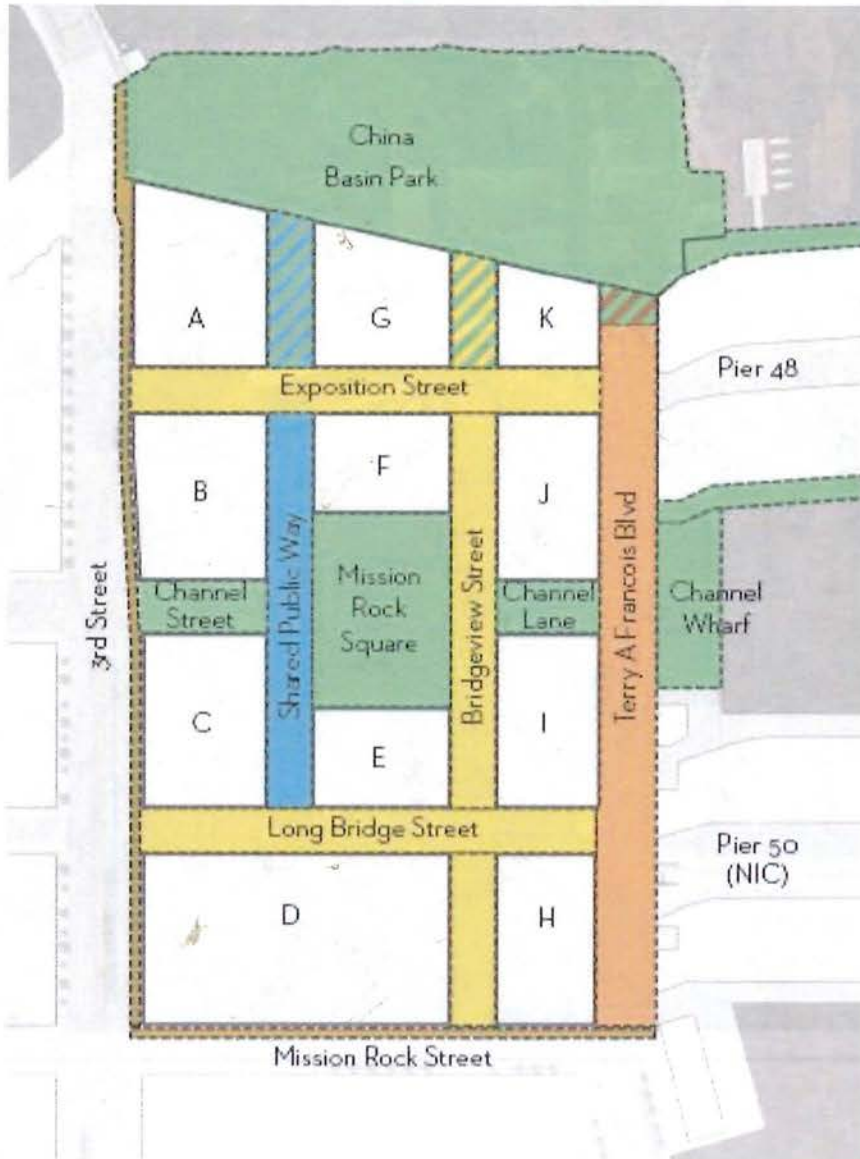 China
Basin Park
A
G
K
Exposition Street
Pier 48
B
F
J
3rd Street
Channel
Street
Shared Public Way
Mission
Rock
Square
Bridgeview Street
Channel
Lane
Terry A Francois Blvd
Channel
Wharf
C
E
I
Long Bridge Street
D
H
Pier 50
(NIC)
Mission Rock Street